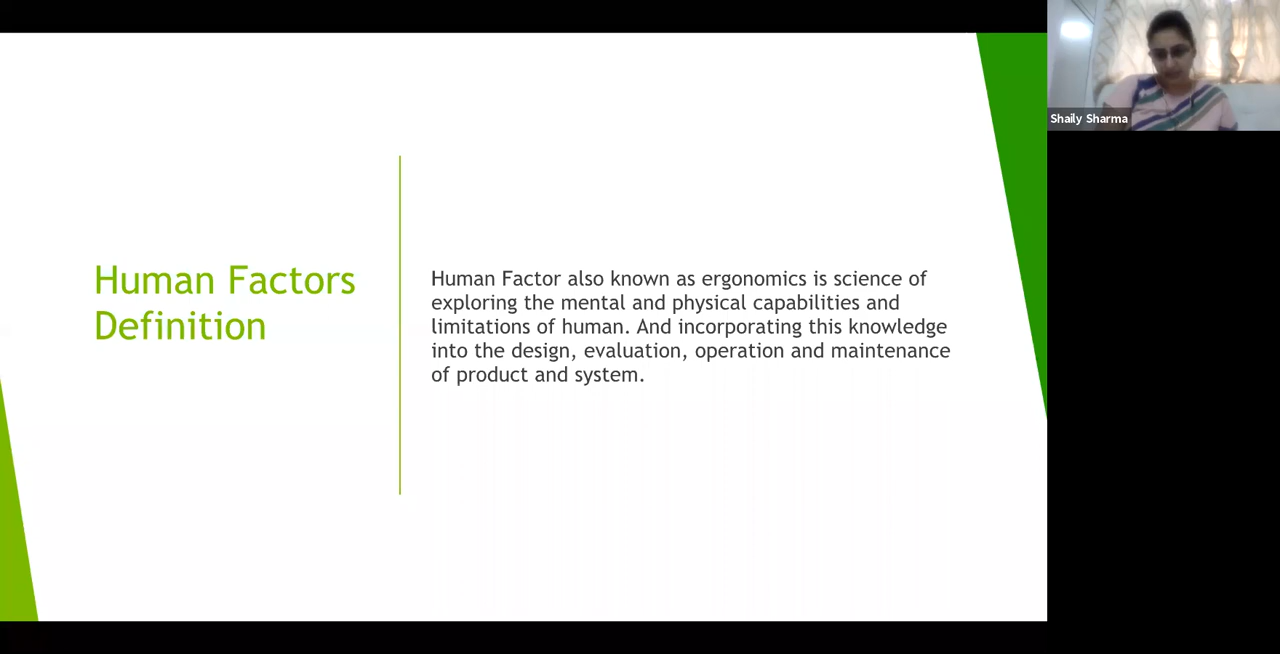 Human Factors
Definition
Human Factor also known as ergonomics is science of
exploring the mental and physical capabilities and
limitations of human. And incorporating this knowledge
into the design, evaluation, operation and maintenance
of product and system.
Shaily Sharma